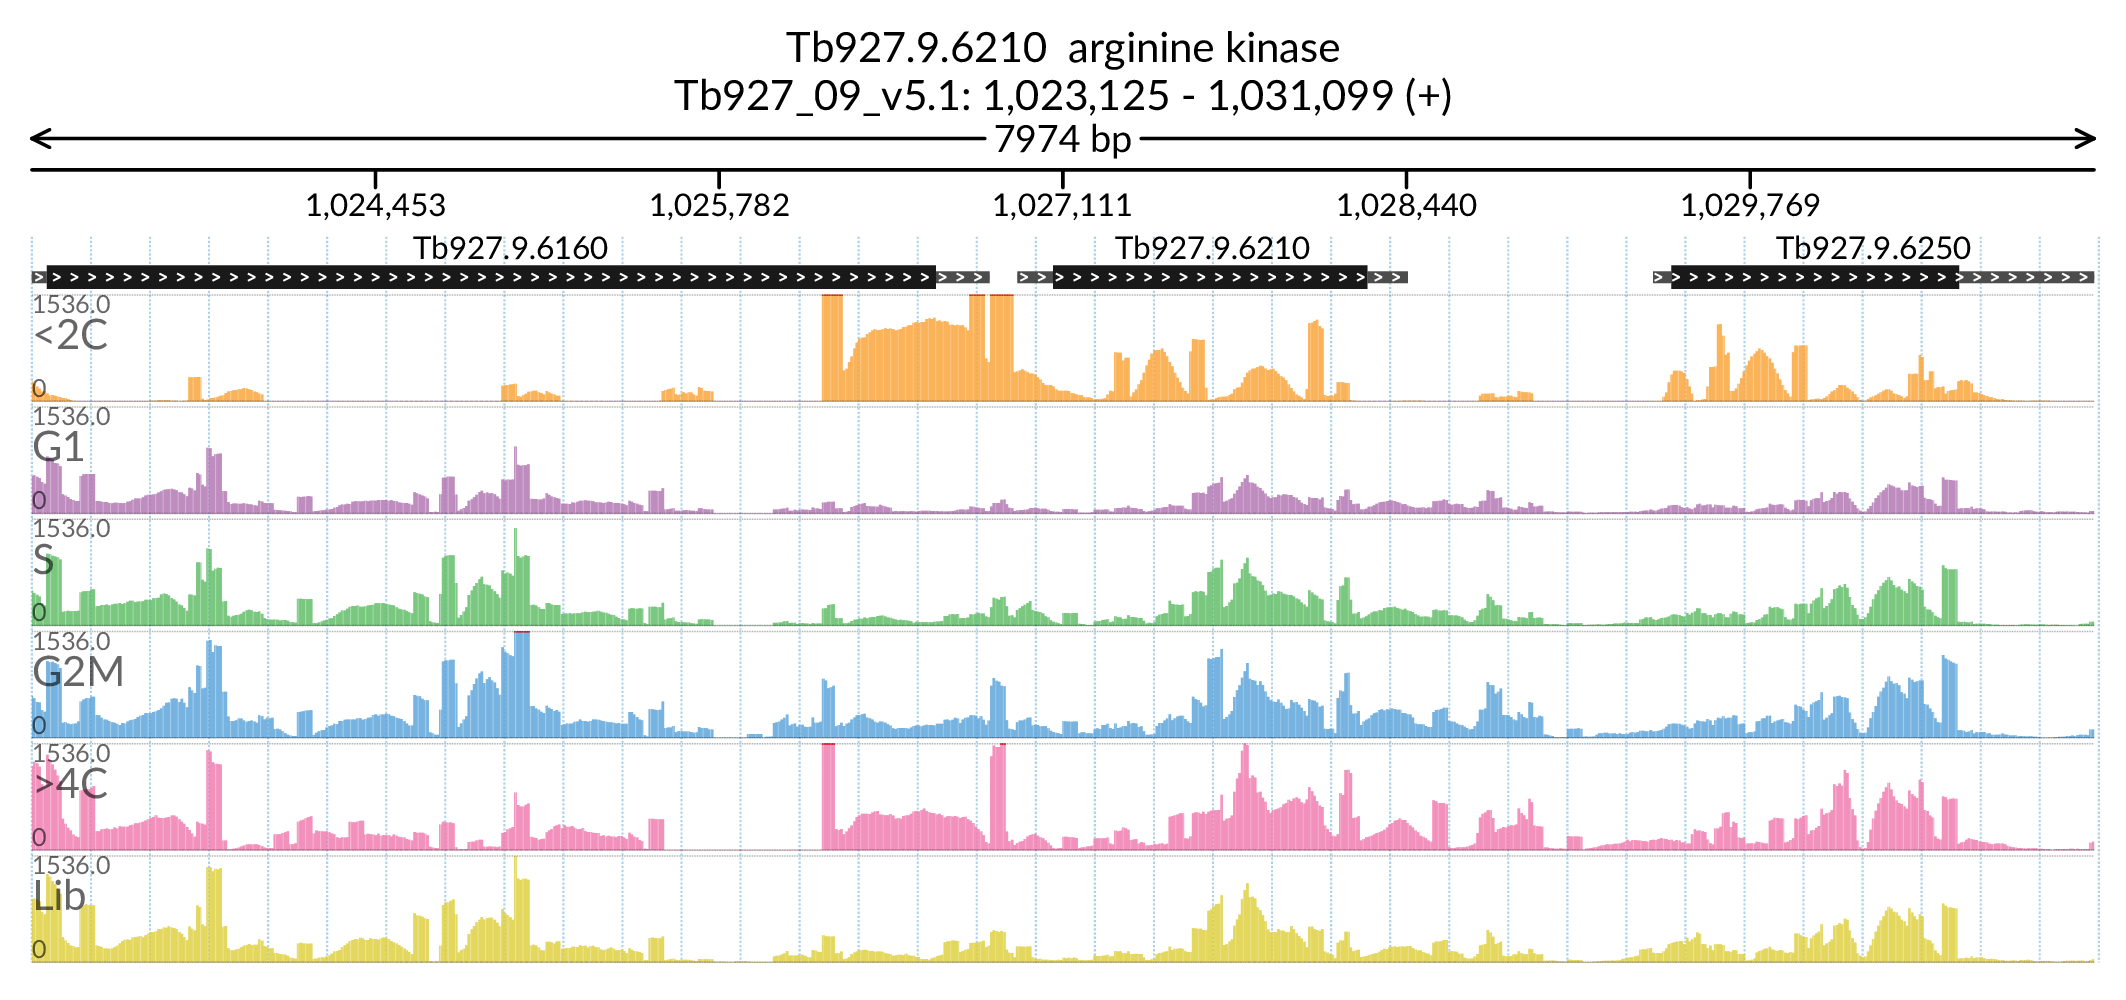 Tb927.9.6210  arginine kinase
Tb927_09_v5.1: 1,023,125 - 1,031,099 (+)
7974 bp
1,024,453 1,025,782 1,027,111 1,028,440 1,029,769
Tb927.9.6160 Tb927.9.6210 Tb927.9.6250
1536.0
<2C
0
1536.0
G1
0
1536.0
S
0
1536.0
G2M
0
1536.0
>4C
0
1536.0
Lib
0